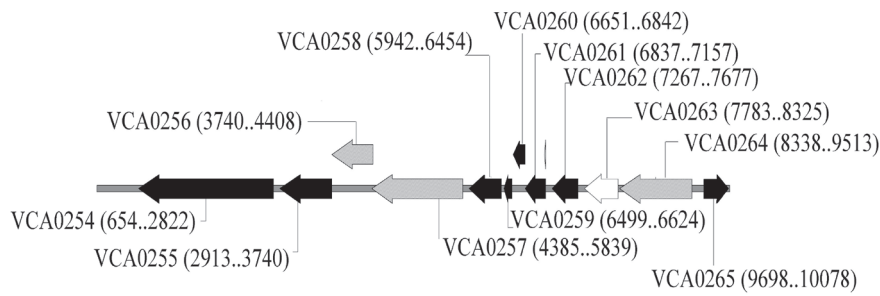 VCA0260 (6651..6842)
VCA0258 (5942..6454)
VCA0261 (6837..7157)
VCA0262 (7267..7677)
VCA0256 (3740..4408)
VCA0263 (7783..8325)
VCA0264 (8338..9513)
VCA0254 (654..2822)
VCA0259 (6499..6624)
VCA0257 (4385..5839)
VCA0255 (2913..3740)
VCA0265 (9698..10078)